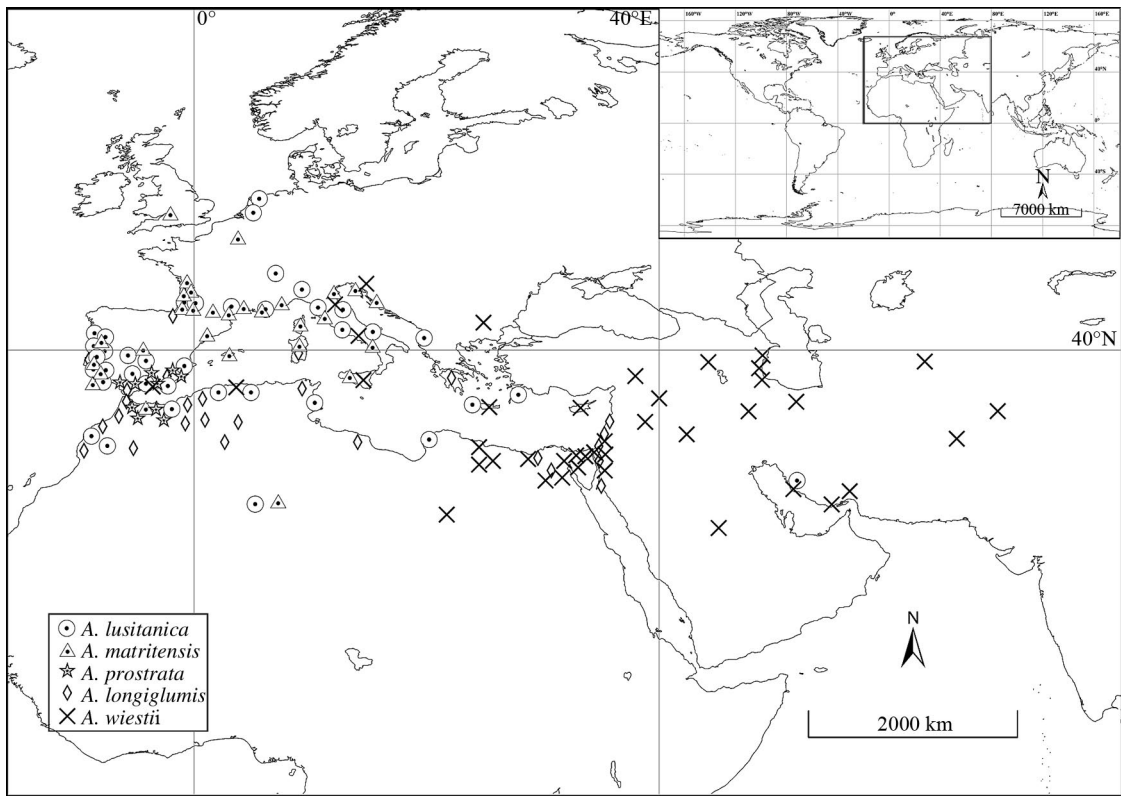 0° 40°E
160°W 120°W 80°W 40°W 0°E 40°E 80°E 120°E 160°E
40°N
0°
40°S
N
7000 km
40°N
A. lusitanica
A. matritensis
A. prostrata
A. longiglumis
A. wiestii
N
2000 km